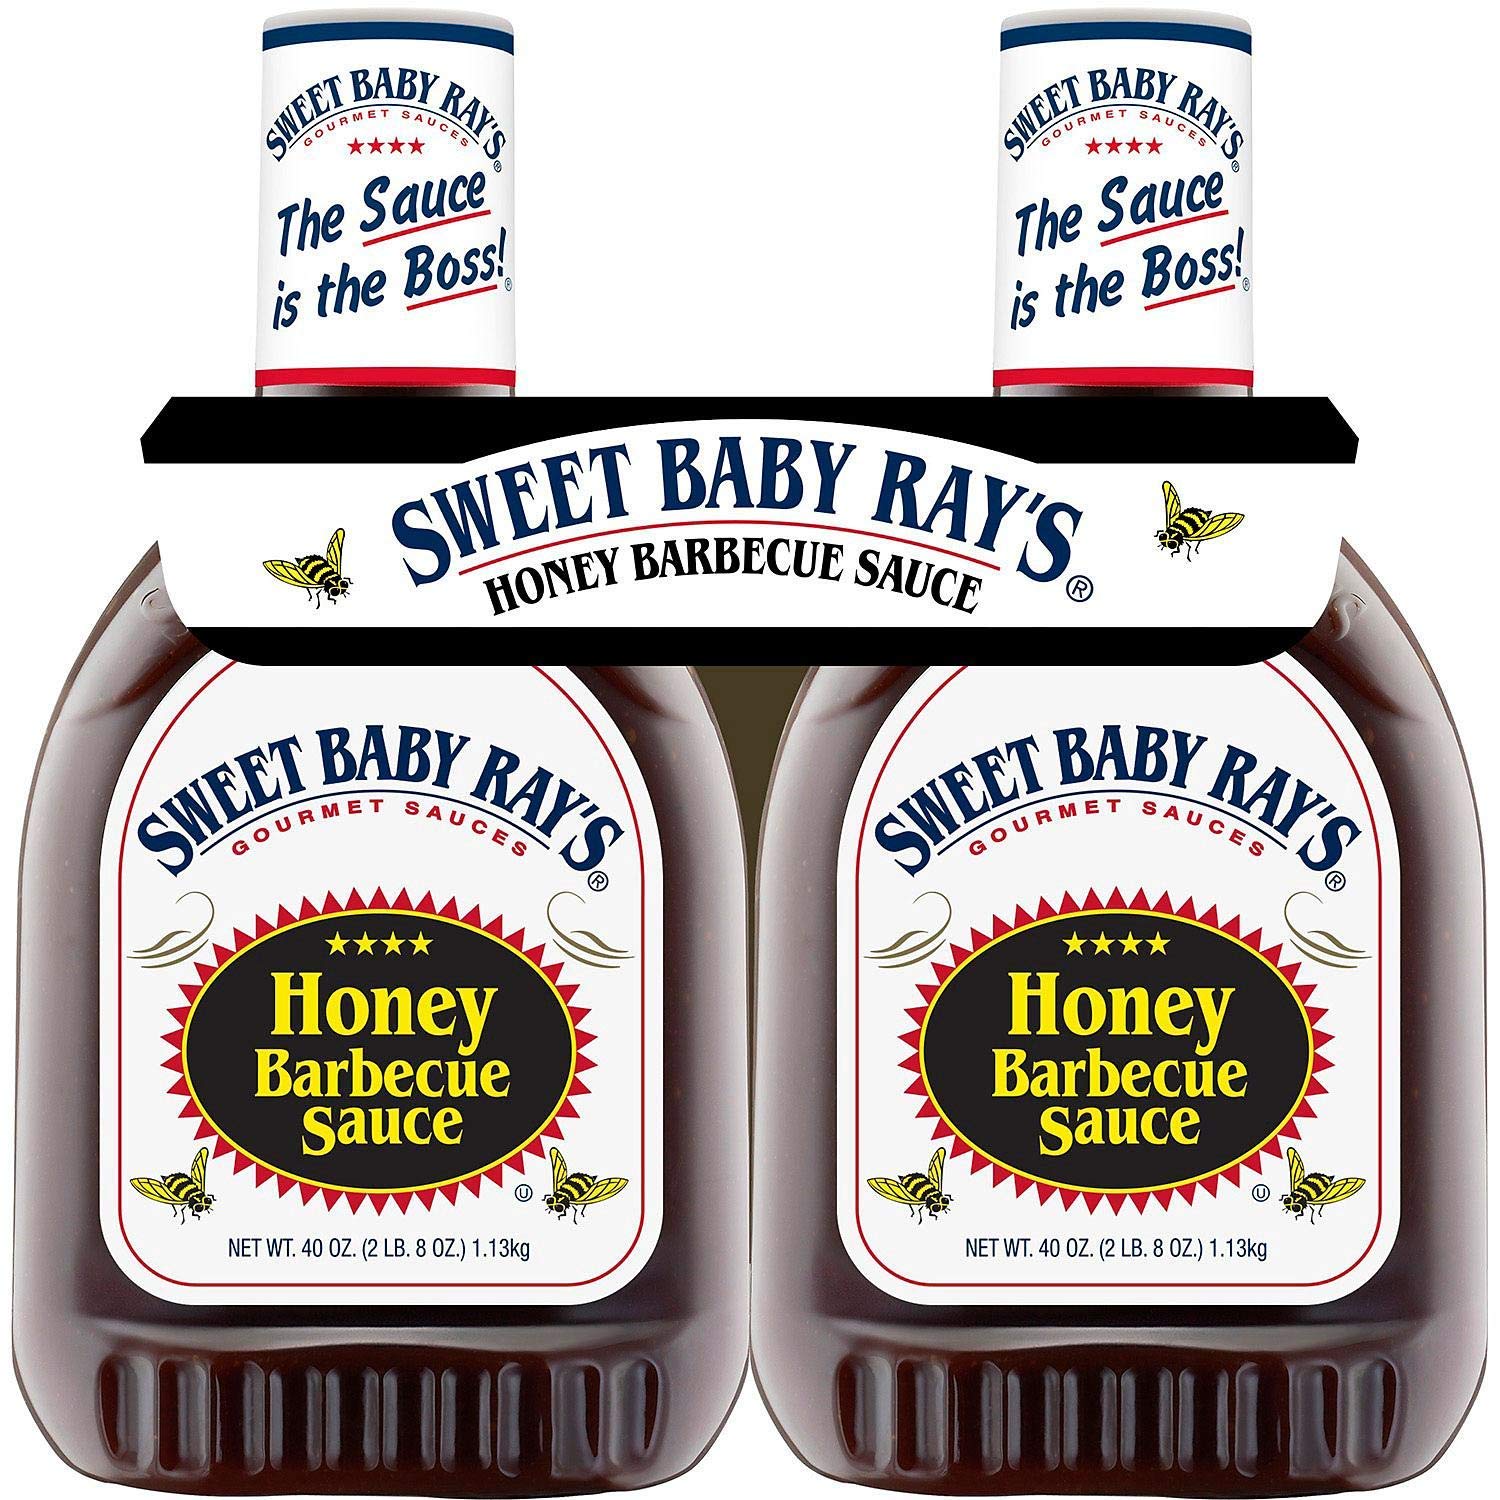 SWEET BABY RAY'S®
GOURMET SAUCES
The Sauce
is the Boss!®
SWEET BABY RAY'S®
GOURMET SAUCES
The Sauce
is the Boss!®
SWEET BABY RAY'S®
HONEY BARBECUE SAUCE
SWEET BABY RAY'S®
GOURMET SAUCES
Honey
Barbecue
Sauce
U
NET WT. 40 OZ. (2 LB. 8 OZ.) 1.13kg
SWEET BABY RAY'S®
GOURMET SAUCES
Honey
Barbecue
Sauce
U
NET WT. 40 OZ. (2 LB. 8 OZ.) 1.13kg